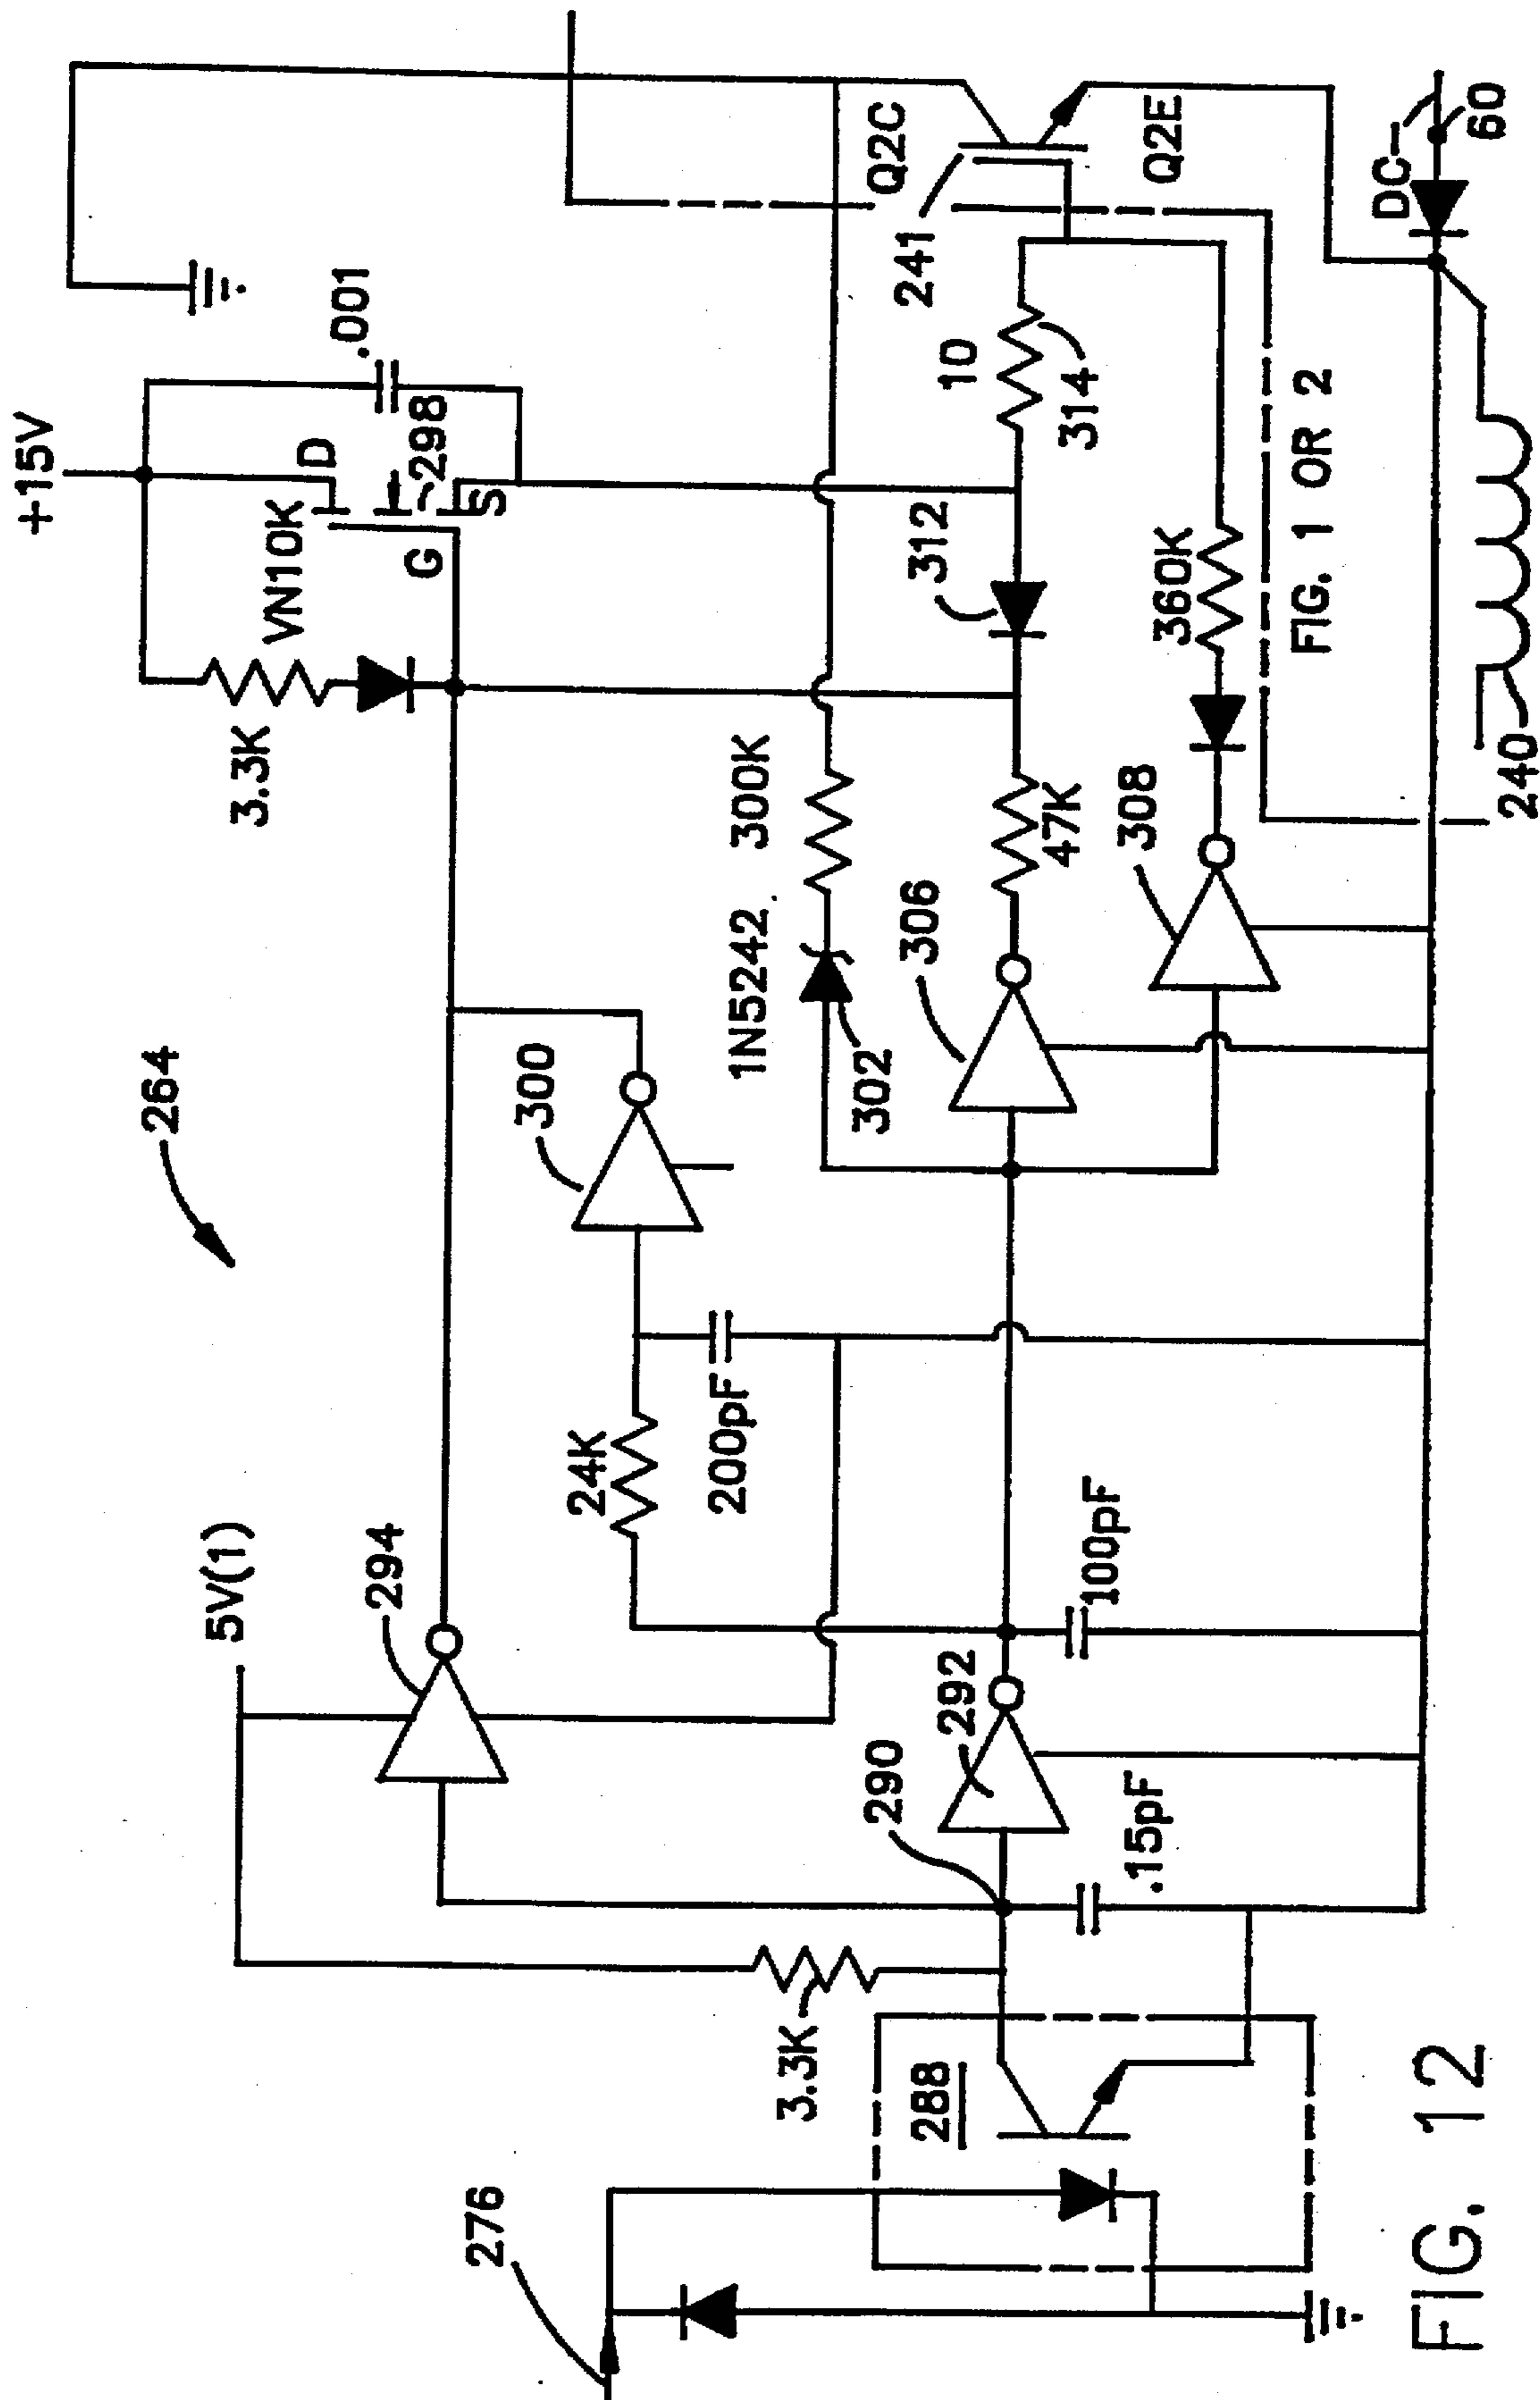 264
+15V
5V(1)
3.3K
VN10K
D
G
S
298
.001
294
300
24K
200pF
1N5242
300K
302
276
3.3K
288
290
292
.15pF
100pF
306
47K
308
312
10
314
360K
241
Q2C
Q2E
DC-
60
FIG. 1 OR 2
240
FIG. 12